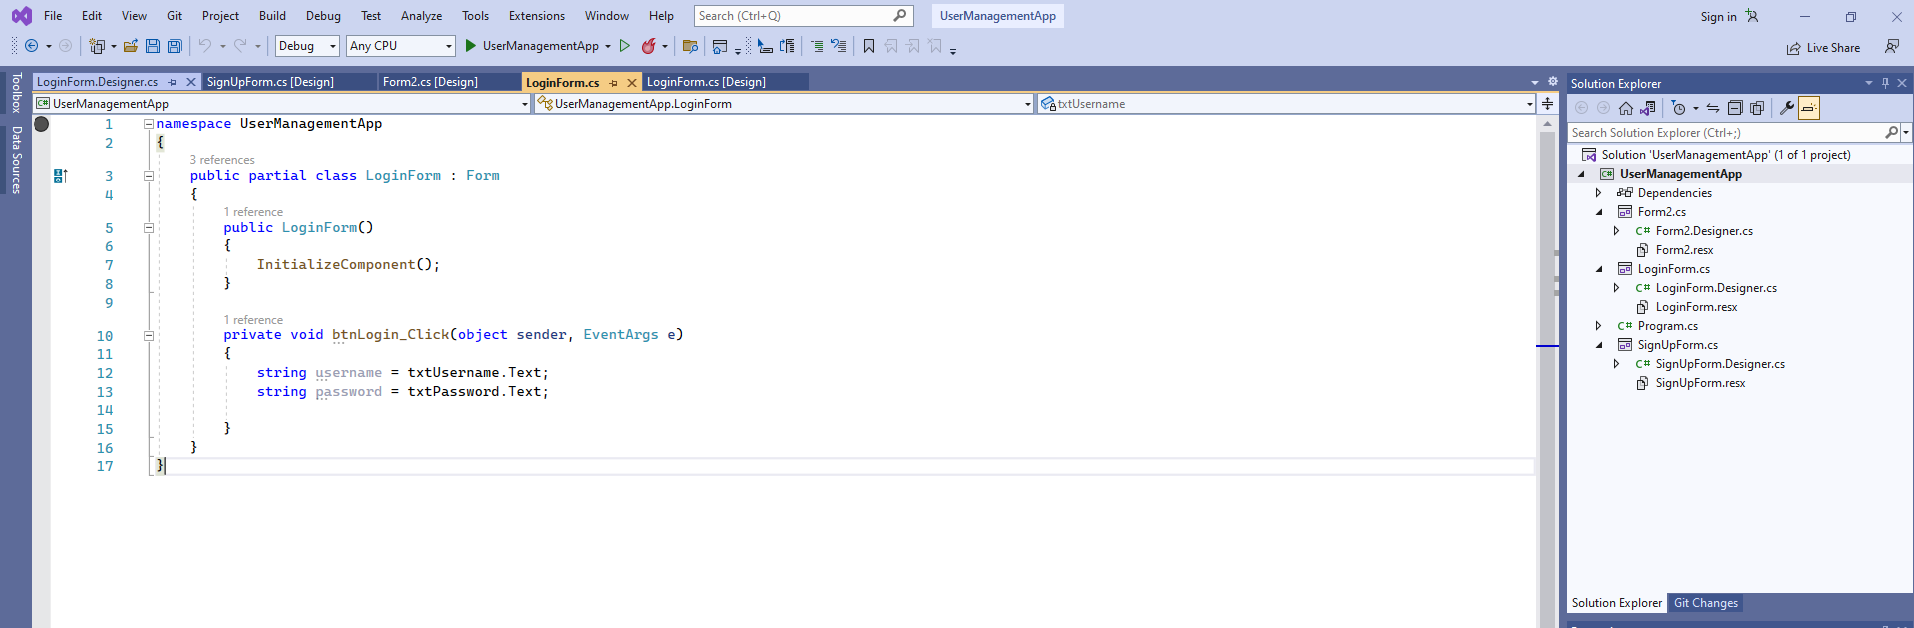 File Edit View Git Project Build Debug Test Analyze Tools Extensions Window Help Search (Ctrl+Q) UserManagementApp Sign in
Debug Any CPU UserManagementApp Live Share
LoginForm.Designer.cs SignUpForm.cs [Design] Form2.cs [Design] LoginForm.cs LoginForm.cs [Design]
UserManagementApp UserManagementApp.LoginForm txtUsername
Toolbox
Data Sources
1 namespace UserManagementApp
2 {
3 references
3 public partial class LoginForm : Form
4 {
1 reference
5 public LoginForm()
6 {
7 InitializeComponent();
8 }
9
1 reference
10 private void btnLogin_Click(object sender, EventArgs e)
11 {
12 string username = txtUsername.Text;
13 string password = txtPassword.Text;
14
15 }
16 }
17 }
Solution Explorer
Search Solution Explorer (Ctrl+;)
Solution 'UserManagementApp' (1 of 1 project)
C# UserManagementApp
Dependencies
Form2.cs
C# Form2.Designer.cs
Form2.resx
LoginForm.cs
C# LoginForm.Designer.cs
LoginForm.resx
C# Program.cs
SignUpForm.cs
C# SignUpForm.Designer.cs
SignUpForm.resx
Solution Explorer Git Changes